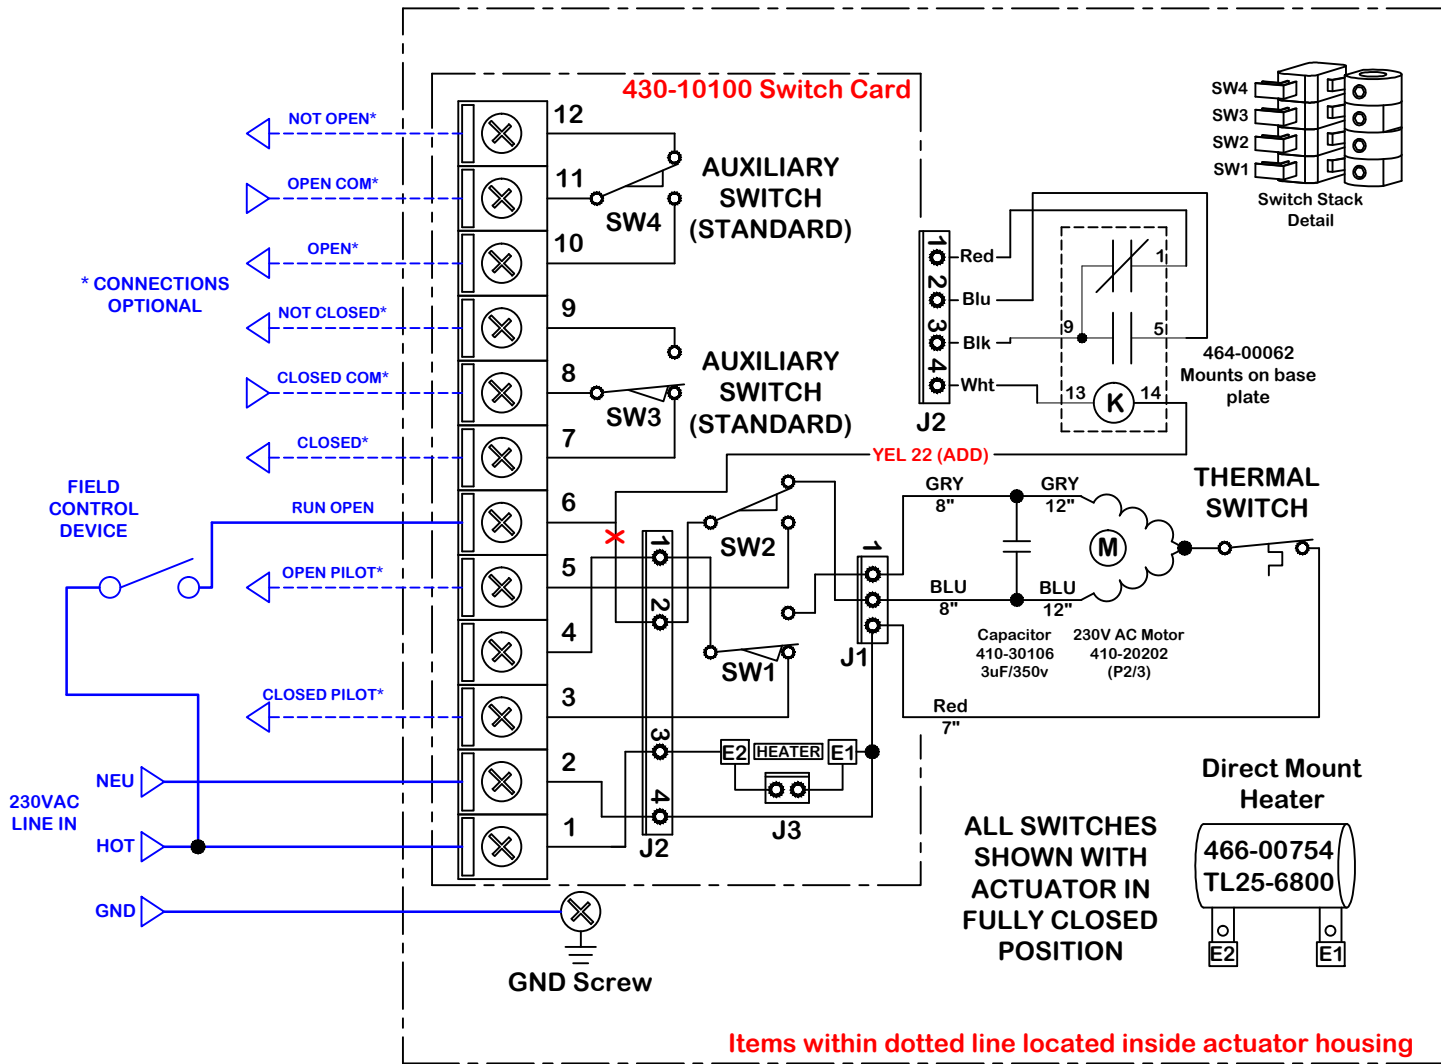 430-10100 Switch Card
SW4
SW3
SW2
SW1
Switch Stack
Detail
NOT OPEN*
12
OPEN COM*
11
SW4
AUXILIARY
SWITCH
(STANDARD)
OPEN*
10
* CONNECTIONS
OPTIONAL
NOT CLOSED*
9
CLOSED COM*
8
SW3
AUXILIARY
SWITCH
(STANDARD)
CLOSED*
7
1
2
3
4
J2
Red
Blu
Blk
Wht
1
9
5
13
K
14
464-00062
Mounts on base
plate
YEL 22 (ADD)
FIELD
CONTROL
DEVICE
RUN OPEN
6
OPEN PILOT*
5
4
CLOSED PILOT*
3
NEU
2
230VAC
LINE IN
HOT
1
GND
GND Screw
1
2
3
4
J2
SW2
SW1
1
J1
E2
HEATER
E1
J3
GRY
8"
GRY
12"
BLU
8"
BLU
12"
M
THERMAL
SWITCH
Capacitor
410-30106
3uF/350v
230V AC Motor
410-20202
(P2/3)
Red
7"
ALL SWITCHES
SHOWN WITH
ACTUATOR IN
FULLY CLOSED
POSITION
Direct Mount
Heater
466-00754
TL25-6800
E2
E1
Items within dotted line located inside actuator housing